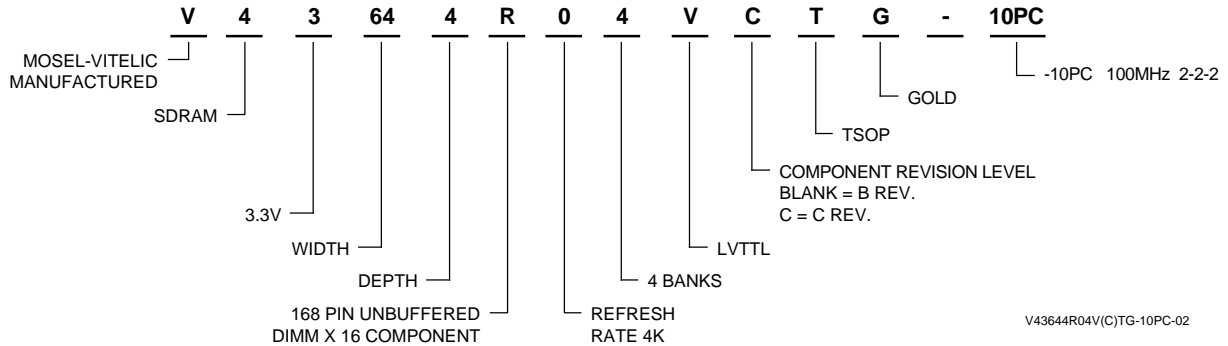 V 4 3 64 4 R 0 4 V C T G - 10PC
MOSEL-VITELIC
MANUFACTURED
-10PC 100MHz 2-2-2
GOLD
SDRAM
TSOP
COMPONENT REVISION LEVEL
BLANK = B REV.
C = C REV.
3.3V
WIDTH
LVTTL
DEPTH
4 BANKS
168 PIN UNBUFFERED
DIMM X 16 COMPONENT
REFRESH
RATE 4K
V43644R04V(C)TG-10PC-02